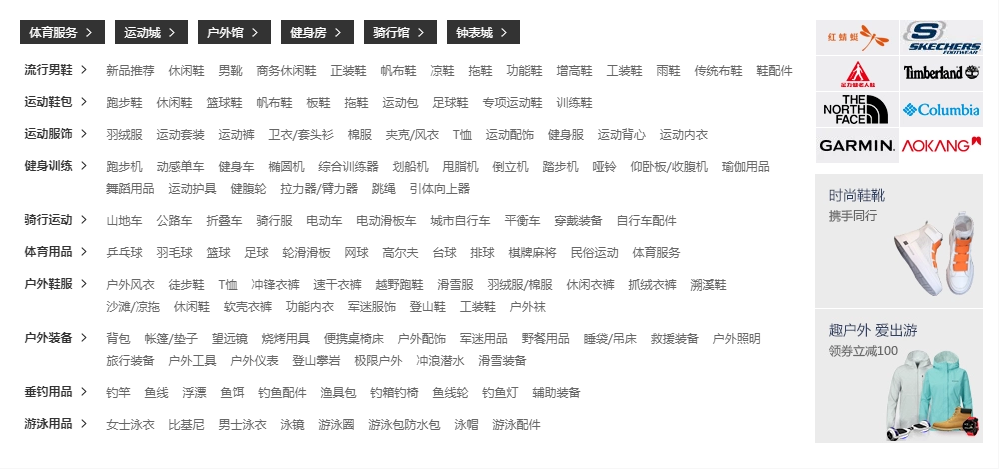 体育服务 > 运动城 > 户外馆 > 健身房 > 骑行馆 > 钟表城 >
流行男鞋 > 新品推荐 休闲鞋 男靴 商务休闲鞋 正装鞋 帆布鞋 凉鞋 拖鞋 功能鞋 增高鞋 工装鞋 雨鞋 传统布鞋 鞋配件
运动鞋包 > 跑步鞋 休闲鞋 篮球鞋 帆布鞋 板鞋 拖鞋 运动包 足球鞋 专项运动鞋 训练鞋
运动服饰 > 羽绒服 运动套装 运动裤 卫衣/套头衫 棉服 夹克/风衣 T恤 运动配饰 健身服 运动背心 运动内衣
健身训练 > 跑步机 动感单车 健身车 椭圆机 综合训练器 划船机 甩脂机 倒立机 踏步机 哑铃 仰卧板/收腹机 瑜伽用品
舞蹈用品 运动护具 健腹轮 拉力器/臂力器 跳绳 引体向上器
骑行运动 > 山地车 公路车 折叠车 骑行服 电动车 电动滑板车 城市自行车 平衡车 穿戴装备 自行车配件
体育用品 > 乒乓球 羽毛球 篮球 足球 轮滑滑板 网球 高尔夫 台球 排球 棋牌麻将 民俗运动 体育服务
户外鞋服 > 户外风衣 徒步鞋 T恤 冲锋衣裤 速干衣裤 越野跑鞋 滑雪服 羽绒服/棉服 休闲衣裤 抓绒衣裤 溯溪鞋
沙滩/凉拖 休闲鞋 软壳衣裤 功能内衣 军迷服饰 登山鞋 工装鞋 户外袜
户外装备 > 背包 帐篷/垫子 望远镜 烧烤用具 便携桌椅床 户外配饰 军迷用品 野餐用品 睡袋/吊床 救援装备 户外照明
旅行装备 户外工具 户外仪表 登山攀岩 极限户外 冲浪潜水 滑雪装备
垂钓用品 > 钓竿 鱼线 浮漂 鱼饵 钓鱼配件 渔具包 钓箱钓椅 鱼线轮 钓鱼灯 辅助装备
游泳用品 > 女士泳衣 比基尼 男士泳衣 泳镜 游泳圈 游泳包防水包 泳帽 游泳配件
红蜻蜓
S SKECHERS
FOOTWEAR
足力健老人鞋
Timberland
THE NORTH FACE
Columbia
GARMIN.
AOKANG
时尚鞋靴
携手同行
趣户外 爱出游
领券立减100